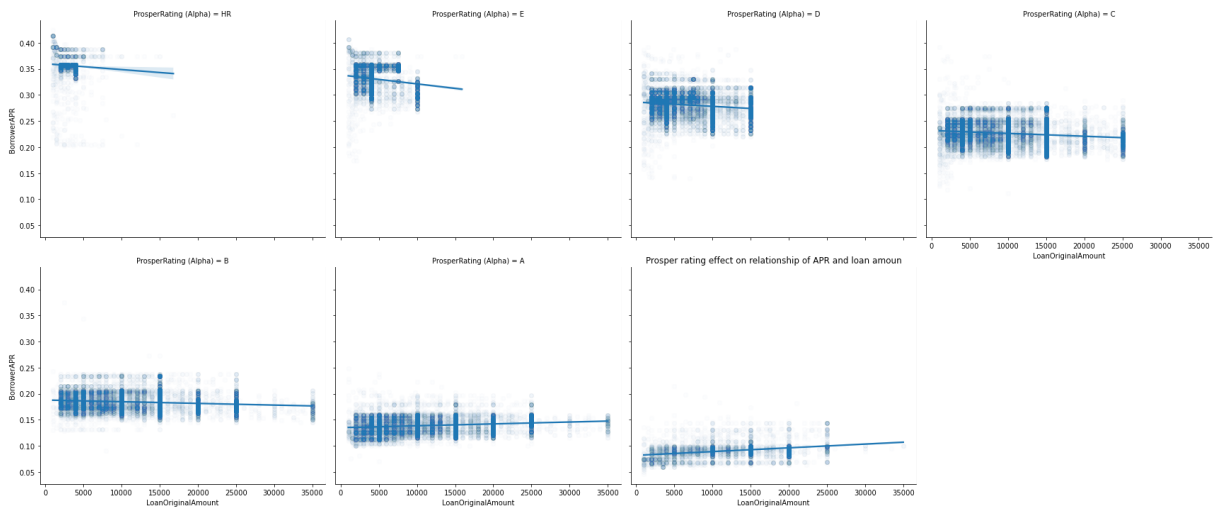 ProsperRating (Alpha) = HR
ProsperRating (Alpha) = E
ProsperRating (Alpha) = D
ProsperRating (Alpha) = C
0.40
0.35
0.30
0.25
0.20
0.15
0.10
0.05
BorrowerAPR
0 5000 10000 15000 20000 25000 30000 35000
LoanOriginalAmount
ProsperRating (Alpha) = B
ProsperRating (Alpha) = A
Prosper rating effect on relationship of APR and loan amoun
0.40
0.35
0.30
0.25
0.20
0.15
0.10
0.05
BorrowerAPR
0 5000 10000 15000 20000 25000 30000 35000
LoanOriginalAmount
0 5000 10000 15000 20000 25000 30000 35000
LoanOriginalAmount
0 5000 10000 15000 20000 25000 30000 35000
LoanOriginalAmount